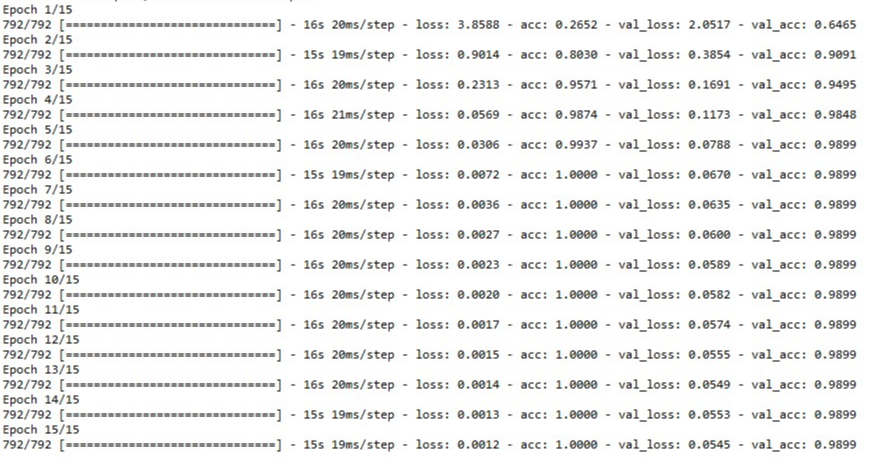 Epoch 1/15
792/792 [==============================] - 16s 20ms/step - loss: 3.8588 - acc: 0.2652 - val_loss: 2.0517 - val_acc: 0.6465
Epoch 2/15
792/792 [==============================] - 15s 19ms/step - loss: 0.9014 - acc: 0.8030 - val_loss: 0.3854 - val_acc: 0.9091
Epoch 3/15
792/792 [==============================] - 16s 20ms/step - loss: 0.2313 - acc: 0.9571 - val_loss: 0.1691 - val_acc: 0.9495
Epoch 4/15
792/792 [==============================] - 16s 21ms/step - loss: 0.0569 - acc: 0.9874 - val_loss: 0.1173 - val_acc: 0.9848
Epoch 5/15
792/792 [==============================] - 16s 20ms/step - loss: 0.0306 - acc: 0.9937 - val_loss: 0.0788 - val_acc: 0.9899
Epoch 6/15
792/792 [==============================] - 15s 19ms/step - loss: 0.0072 - acc: 1.0000 - val_loss: 0.0670 - val_acc: 0.9899
Epoch 7/15
792/792 [==============================] - 16s 20ms/step - loss: 0.0036 - acc: 1.0000 - val_loss: 0.0635 - val_acc: 0.9899
Epoch 8/15
792/792 [==============================] - 16s 20ms/step - loss: 0.0027 - acc: 1.0000 - val_loss: 0.0600 - val_acc: 0.9899
Epoch 9/15
792/792 [==============================] - 16s 20ms/step - loss: 0.0023 - acc: 1.0000 - val_loss: 0.0589 - val_acc: 0.9899
Epoch 10/15
792/792 [==============================] - 16s 20ms/step - loss: 0.0020 - acc: 1.0000 - val_loss: 0.0582 - val_acc: 0.9899
Epoch 11/15
792/792 [==============================] - 16s 20ms/step - loss: 0.0017 - acc: 1.0000 - val_loss: 0.0574 - val_acc: 0.9899
Epoch 12/15
792/792 [==============================] - 16s 20ms/step - loss: 0.0015 - acc: 1.0000 - val_loss: 0.0555 - val_acc: 0.9899
Epoch 13/15
792/792 [==============================] - 16s 20ms/step - loss: 0.0014 - acc: 1.0000 - val_loss: 0.0549 - val_acc: 0.9899
Epoch 14/15
792/792 [==============================] - 15s 19ms/step - loss: 0.0013 - acc: 1.0000 - val_loss: 0.0553 - val_acc: 0.9899
Epoch 15/15
792/792 [==============================] - 15s 19ms/step - loss: 0.0012 - acc: 1.0000 - val_loss: 0.0545 - val_acc: 0.9899